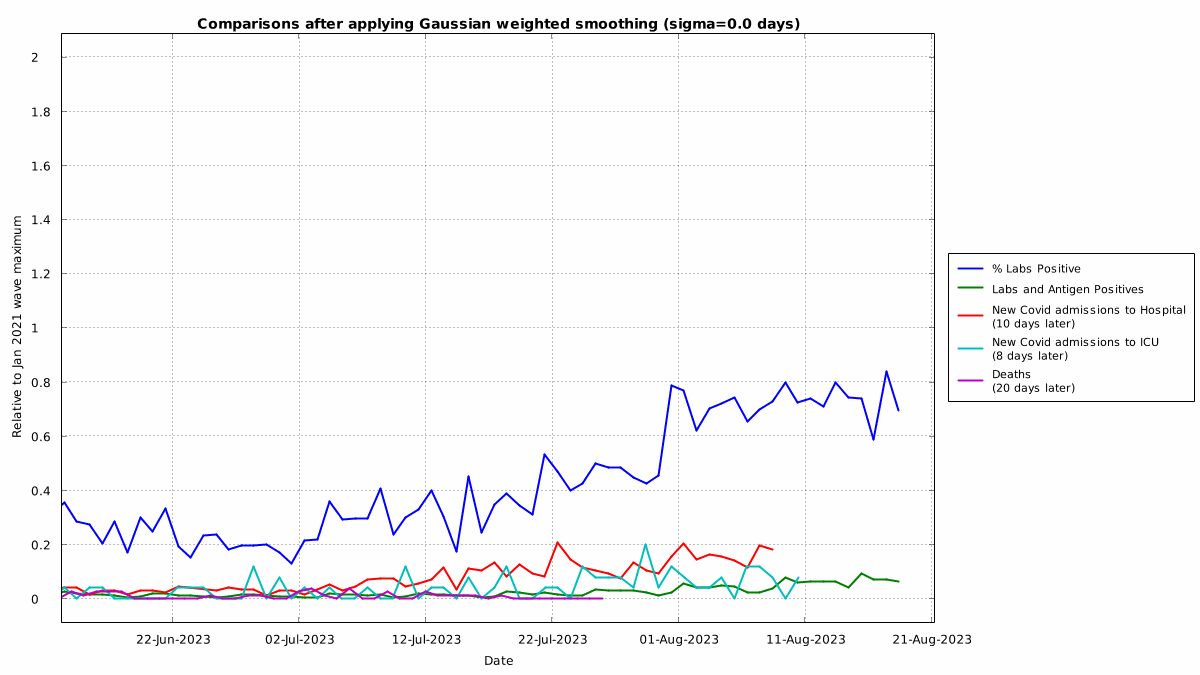 Comparisons after applying Gaussian weighted smoothing (sigma=0.0 days)
Relative to Jan 2021 wave maximum
2
1.8
1.6
1.4
1.2
1
0.8
0.6
0.4
0.2
0
22-Jun-2023
02-Jul-2023
12-Jul-2023
22-Jul-2023
01-Aug-2023
11-Aug-2023
21-Aug-2023
Date
% Labs Positive
Labs and Antigen Positives
New Covid admissions to Hospital
(10 days later)
New Covid admissions to ICU
(8 days later)
Deaths
(20 days later)